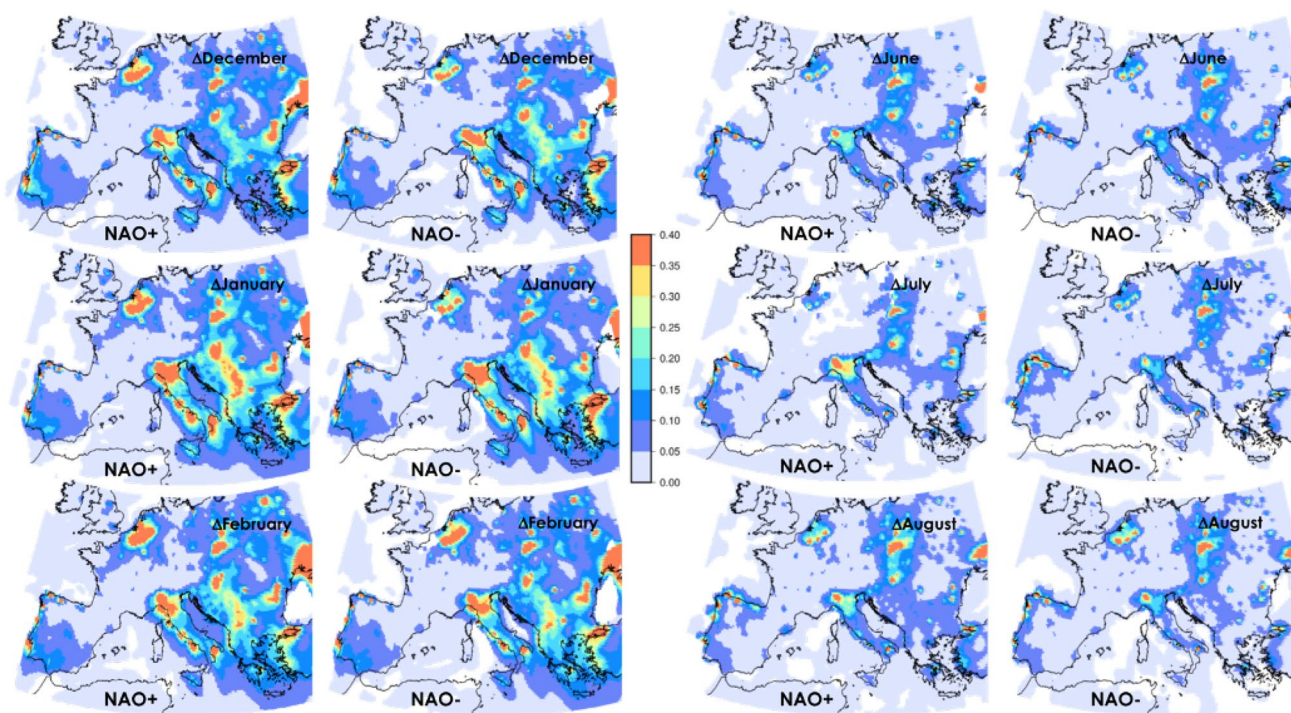 ΔDecember
ΔDecember
ΔJune
ΔJune
NAO+
NAO-
NAO+
NAO-
0.40
0.35
0.30
0.25
0.20
0.15
0.10
0.05
0.00
ΔJanuary
ΔJanuary
ΔJuly
ΔJuly
NAO+
NAO-
NAO+
NAO-
ΔFebruary
ΔFebruary
ΔAugust
ΔAugust
NAO+
NAO-
NAO+
NAO-